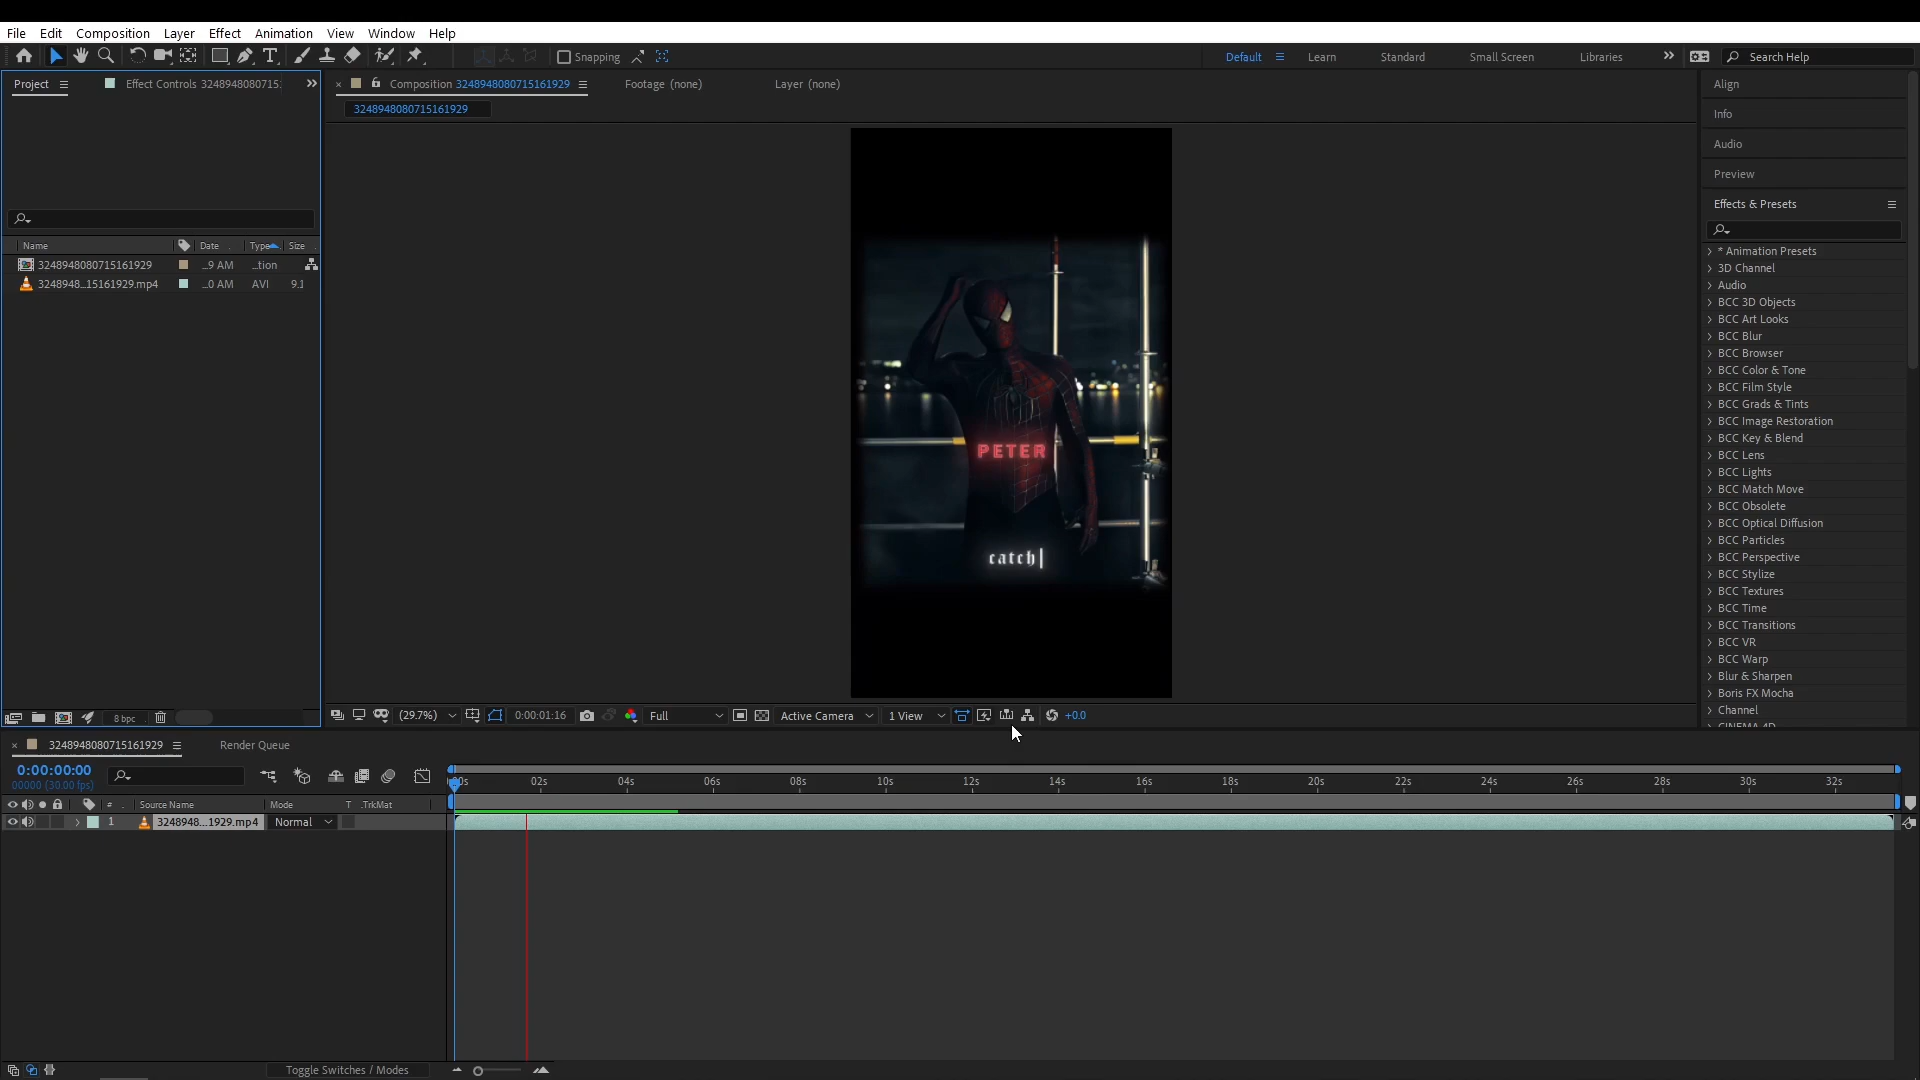 File Edit Composition Layer Effect Animation View Window Help
Snapping
Default Learn Standard Small Screen Libraries Search Help
Project Effect Controls 3248948080715
Composition 3248948080715161929 Footage (none) Layer (none)
3248948080715161929
Name Date Type Size
3248948080715161929 ...9 AM ...tion
3248948...15161929.mp4 ...0 AM AVI 9.1
8 bpc
PETER
catch|
(29.7%) 0:00:01:16 Full Active Camera 1 View +0.0
Align
Info
Audio
Preview
Effects & Presets
* Animation Presets
3D Channel
Audio
BCC 3D Objects
BCC Art Looks
BCC Blur
BCC Browser
BCC Color & Tone
BCC Film Style
BCC Grads & Tints
BCC Image Restoration
BCC Key & Blend
BCC Lens
BCC Lights
BCC Match Move
BCC Obsolete
BCC Optical Diffusion
BCC Particles
BCC Perspective
BCC Stylize
BCC Textures
BCC Time
BCC Transitions
BCC VR
BCC Warp
Blur & Sharpen
Boris FX Mocha
Channel
CINEMA 4D
3248948080715161929 Render Queue
0:00:00:00
00000 (30.00 fps)
02s 04s 06s 08s 10s 12s 14s 16s 18s 20s 22s 24s 26s 28s 30s 32s
# Source Name Mode T .TrkMat
1 3248948...1929.mp4 Normal
Toggle Switches / Modes